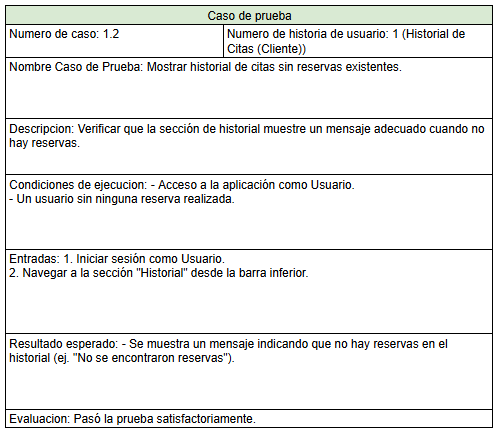 Caso de prueba
Numero de caso: 1.2
Numero de historia de usuario: 1 (Historial de
Citas (Cliente))
Nombre Caso de Prueba: Mostrar historial de citas sin reservas existentes.
Descripcion: Verificar que la sección de historial muestre un mensaje adecuado cuando no
hay reservas.
Condiciones de ejecucion: - Acceso a la aplicación como Usuario.
- Un usuario sin ninguna reserva realizada.
Entradas: 1. Iniciar sesión como Usuario.
2. Navegar a la sección "Historial" desde la barra inferior.
Resultado esperado: - Se muestra un mensaje indicando que no hay reservas en el
historial (ej. "No se encontraron reservas").
Evaluacion: Pasó la prueba satisfactoriamente.